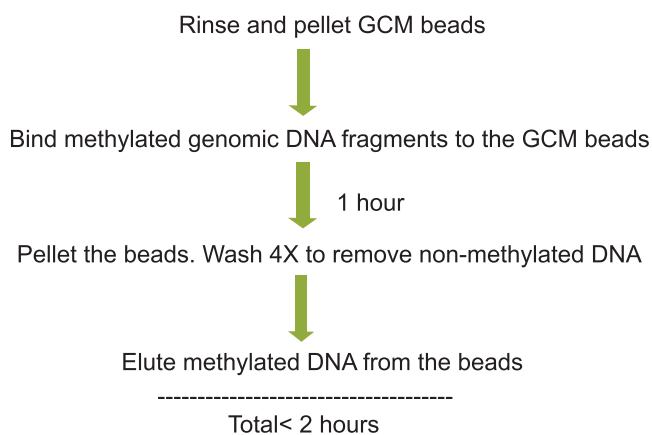 Rinse and pellet GCM beads
Bind methylated genomic DNA fragments to the GCM beads
1 hour
Pellet the beads. Wash 4X to remove non-methylated DNA
Elute methylated DNA from the beads
-------------------------------------
Total< 2 hours